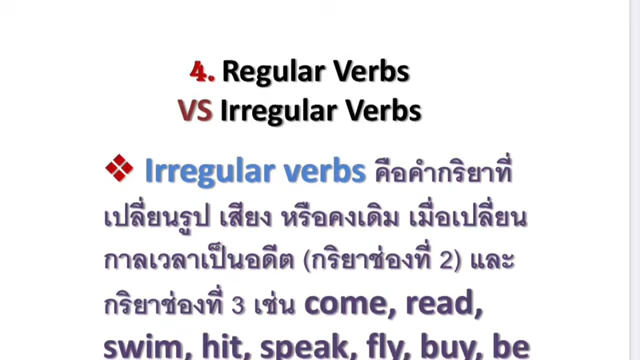 4. Regular Verbs
VS Irregular Verbs
❖ Irregular verbs คือคำกริยาที่
เปลี่ยนรูป เสียง หรือคงเดิม เมื่อเปลี่ยน
กาลเวลาเป็นอดีต (กริยาช่องที่ 2) และ
กริยาช่องที่ 3 เช่น come, read,
swim, hit, speak, fly, buy, be